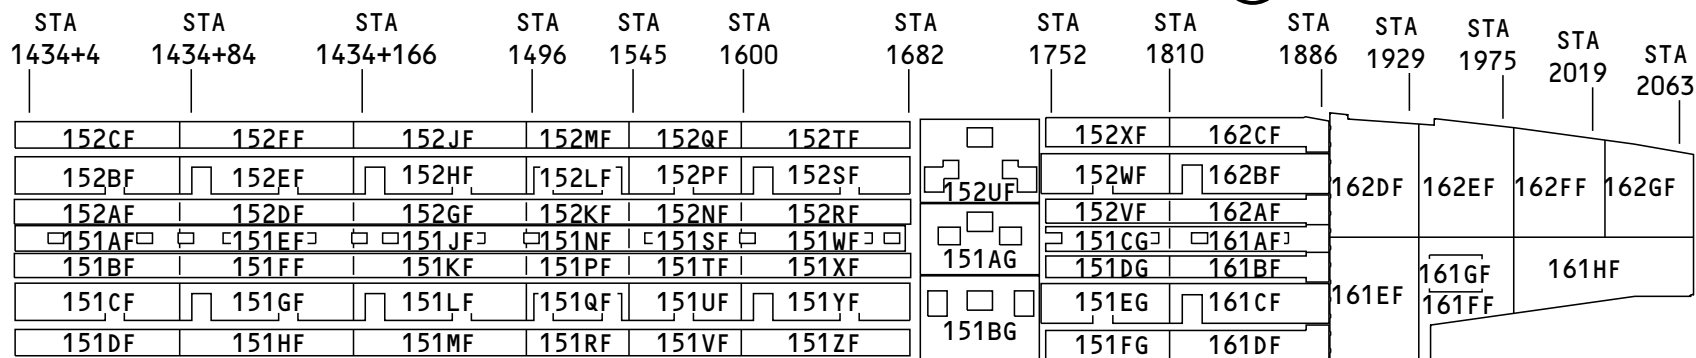 STA 1434+4
STA 1434+84
STA 1434+166
STA 1496
STA 1545
STA 1600
STA 1682
STA 1752
STA 1810
STA 1886
STA 1929
STA 1975
STA 2019
STA 2063
152CF 152FF 152JF 152MF 152QF 152TF 152XF 162CF
152BF 152EF 152HF 152LF 152PF 152SF 152UF 152WF 162BF 162DF 162EF 162FF 162GF
152AF 152DF 152GF 152KF 152NF 152RF 152VF 162AF
151AF 151EF 151JF 151NF 151SF 151WF 151AG 151CG 161AF
151BF 151FF 151KF 151PF 151TF 151XF 151DG 161BF 161GF 161HF
151CF 151GF 151LF 151QF 151UF 151YF 151EG 161CF 161EF 161FF
151DF 151HF 151MF 151RF 151VF 151ZF 151BG 151FG 161DF